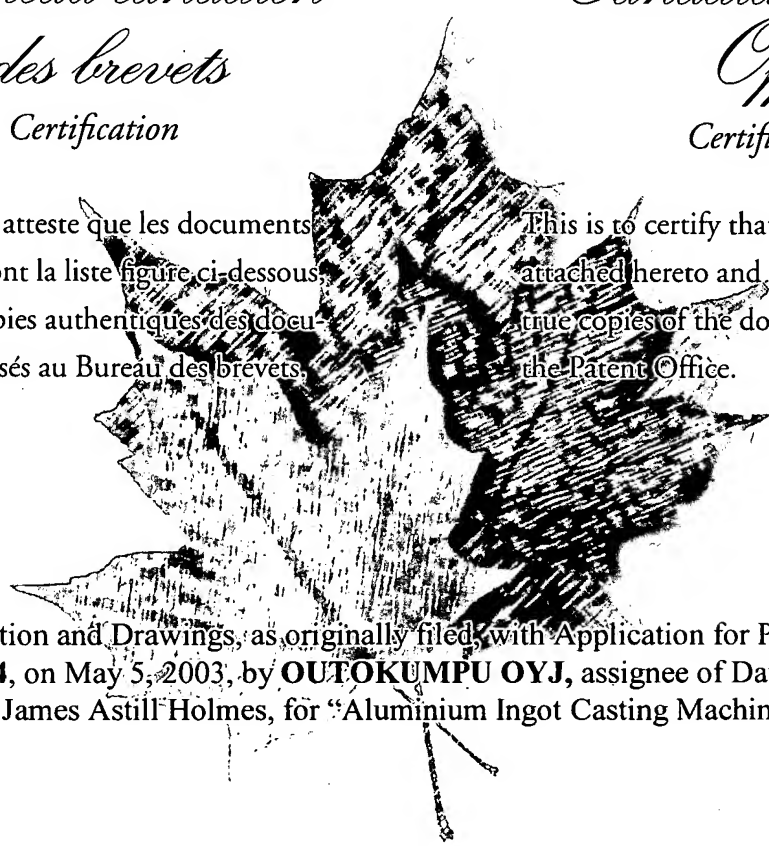 des brevets
Certification
atteste que les documents
ont la liste figure ci-dessous
pies authentiques des docu-
sés au Bureau des brevets.
This is to certify tha
attached hereto and
true copies of the do
the Patent Office.
tion and Drawings, as originally filed, with Application for P
4, on May 5, 2003, by OUTOKUMPU OYJ, assignee of Da
James Astill Holmes, for "Aluminium Ingot Casting Machin